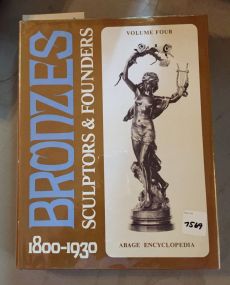 BRONZES
SCULPTORS & FOUNDERS
1800-1930
VOLUME FOUR
7569
ABAGE ENCYCLOPEDIA